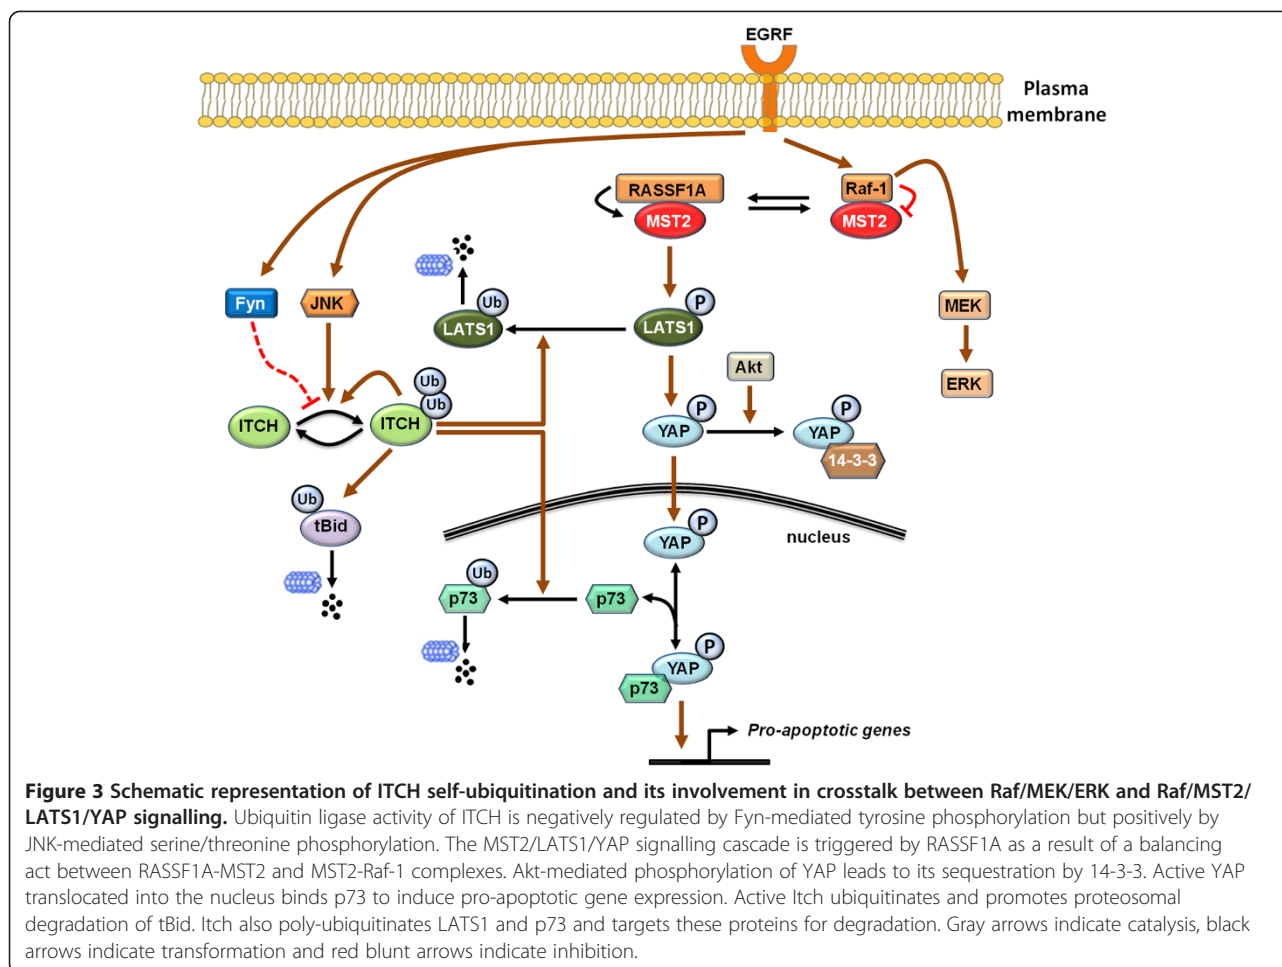 EGRF
Plasma
membrane
RASSF1A
MST2
Raf-1
MST2
Fyn
JNK
Ub
LATS1
P
LATS1
MEK
Akt
ERK
Ub
Ub
ITCH
ITCH
P
YAP
P
YAP
14-3-3
Ub
tBid
P
YAP
nucleus
Ub
p73
p73
P
YAP
p73
Pro-apoptotic genes
Figure 3 Schematic representation of ITCH self-ubiquitination and its involvement in crosstalk between Raf/MEK/ERK and Raf/MST2/
LATS1/YAP signalling. Ubiquitin ligase activity of ITCH is negatively regulated by Fyn-mediated tyrosine phosphorylation but positively by
JNK-mediated serine/threonine phosphorylation. The MST2/LATS1/YAP signalling cascade is triggered by RASSF1A as a result of a balancing
act between RASSF1A-MST2 and MST2-Raf-1 complexes. Akt-mediated phosphorylation of YAP leads to its sequestration by 14-3-3. Active YAP
translocated into the nucleus binds p73 to induce pro-apoptotic gene expression. Active Itch ubiquitinates and promotes proteosomal
degradation of tBid. Itch also poly-ubiquitinates LATS1 and p73 and targets these proteins for degradation. Gray arrows indicate catalysis, black
arrows indicate transformation and red blunt arrows indicate inhibition.